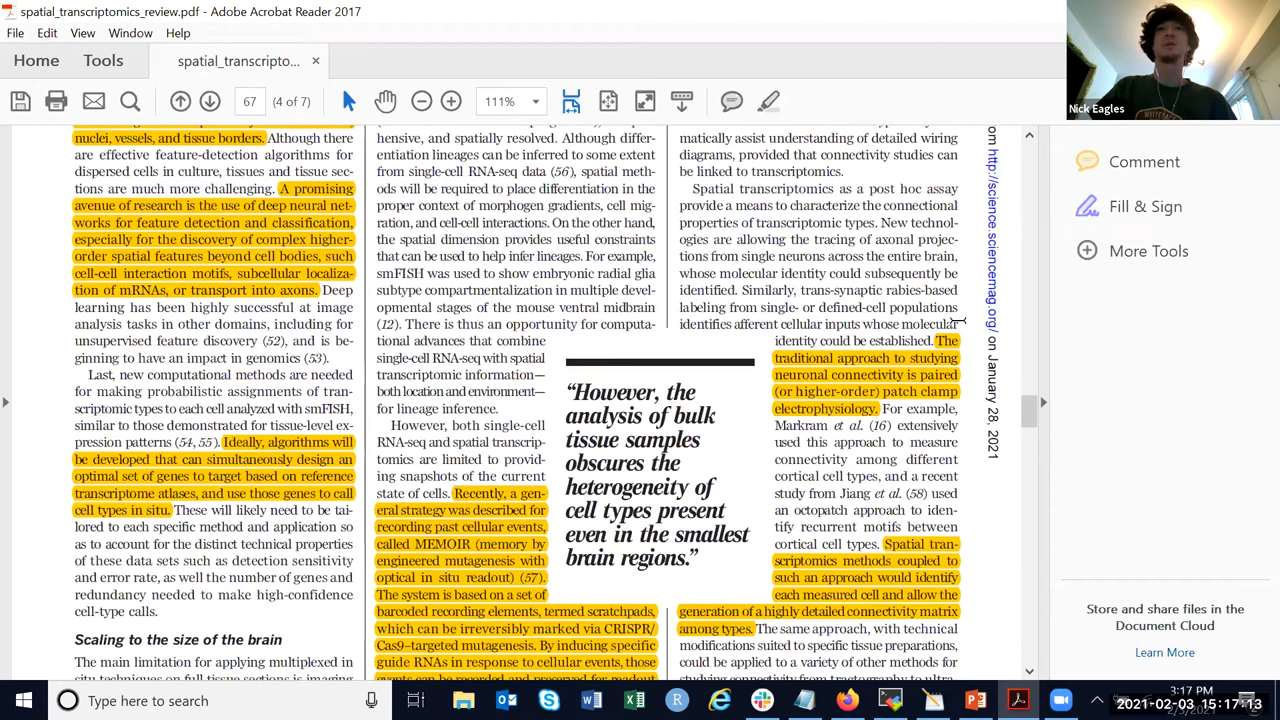 spatial_transcriptomics_review.pdf - Adobe Acrobat Reader 2017
File Edit View Window Help
Home Tools spatial_transcripto... ×
67 (4 of 7) 111%
Nick Eagles
nuclei, vessels, and tissue borders. Although there
are effective feature-detection algorithms for
dispersed cells in culture, tissues and tissue sec-
tions are much more challenging. A promising
avenue of research is the use of deep neural net-
works for feature detection and classification,
especially for the discovery of complex higher-
order spatial features beyond cell bodies, such
cell-cell interaction motifs, subcellular localiza-
tion of mRNAs, or transport into axons. Deep
learning has been highly successful at image
analysis tasks in other domains, including for
unsupervised feature discovery (52), and is be-
ginning to have an impact in genomics (53).
Last, new computational methods are needed
for making probabilistic assignments of tran-
scriptomic types to each cell analyzed with smFISH,
similar to those demonstrated for tissue-level ex-
pression patterns (54, 55). Ideally, algorithms will
be developed that can simultaneously design an
optimal set of genes to target based on reference
transcriptome atlases, and use those genes to call
cell types in situ. These will likely need to be tai-
lored to each specific method and application so
as to account for the distinct technical properties
of these data sets such as detection sensitivity
and error rate, as well the number of genes and
redundancy needed to make high-confidence
cell-type calls.
Scaling to the size of the brain
The main limitation for applying multiplexed in
situ techniques on full tissue sections is imaging
hensive, and spatially resolved. Although differ-
entiation lineages can be inferred to some extent
from single-cell RNA-seq data (56), spatial meth-
ods will be required to place differentiation in the
proper context of morphogen gradients, cell mig-
ration, and cell-cell interactions. On the other hand,
the spatial dimension provides useful constraints
that can be used to help infer lineages. For example,
smFISH was used to show embryonic radial glia
subtype compartmentalization in multiple devel-
opmental stages of the mouse ventral midbrain
(12). There is thus an opportunity for computa-
tional advances that combine
single-cell RNA-seq with spatial
transcriptomic information—
both location and environment—
for lineage inference.
However, both single-cell
RNA-seq and spatial transcrip-
tomics are limited to provid-
ing snapshots of the current
state of cells. Recently, a gen-
eral strategy was described for
recording past cellular events,
called MEMOIR (memory by
engineered mutagenesis with
optical in situ readout) (57).
The system is based on a set of
barcoded recording elements, termed scratchpads,
which can be irreversibly marked via CRISPR/
Cas9–targeted mutagenesis. By inducing specific
guide RNAs in response to cellular events, those
events can be recorded and preserved for readout
“However, the
analysis of bulk
tissue samples
obscures the
heterogeneity of
cell types present
even in the smallest
brain regions.”
matically assist understanding of detailed wiring
diagrams, provided that connectivity studies can
be linked to transcriptomics.
Spatial transcriptomics as a post hoc assay
provide a means to characterize the connectional
properties of transcriptomic types. New technol-
ogies are allowing the tracing of axonal projec-
tions from single neurons across the entire brain,
whose molecular identity could subsequently be
identified. Similarly, trans-synaptic rabies-based
labeling from single- or defined-cell populations
identifies afferent cellular inputs whose molecular
identity could be established. The
traditional approach to studying
neuronal connectivity is paired
(or higher-order) patch clamp
electrophysiology. For example,
Markram et al. (16) extensively
used this approach to measure
connectivity among different
cortical cell types, and a recent
study from Jiang et al. (58) used
an octopatch approach to iden-
tify recurrent motifs between
cortical cell types. Spatial tran-
scriptomics methods coupled to
such an approach would identify
each measured cell and allow the
generation of a highly detailed connectivity matrix
among types. The same approach, with technical
modifications suited to specific tissue preparations,
could be applied to a variety of other methods for
from http://science.sciencemag.org/ on January 28, 2021
Comment
Fill & Sign
More Tools
Store and share files in the
Document Cloud
Learn More
Type here to search
3:17 PM
2021-02-03 15:17:13